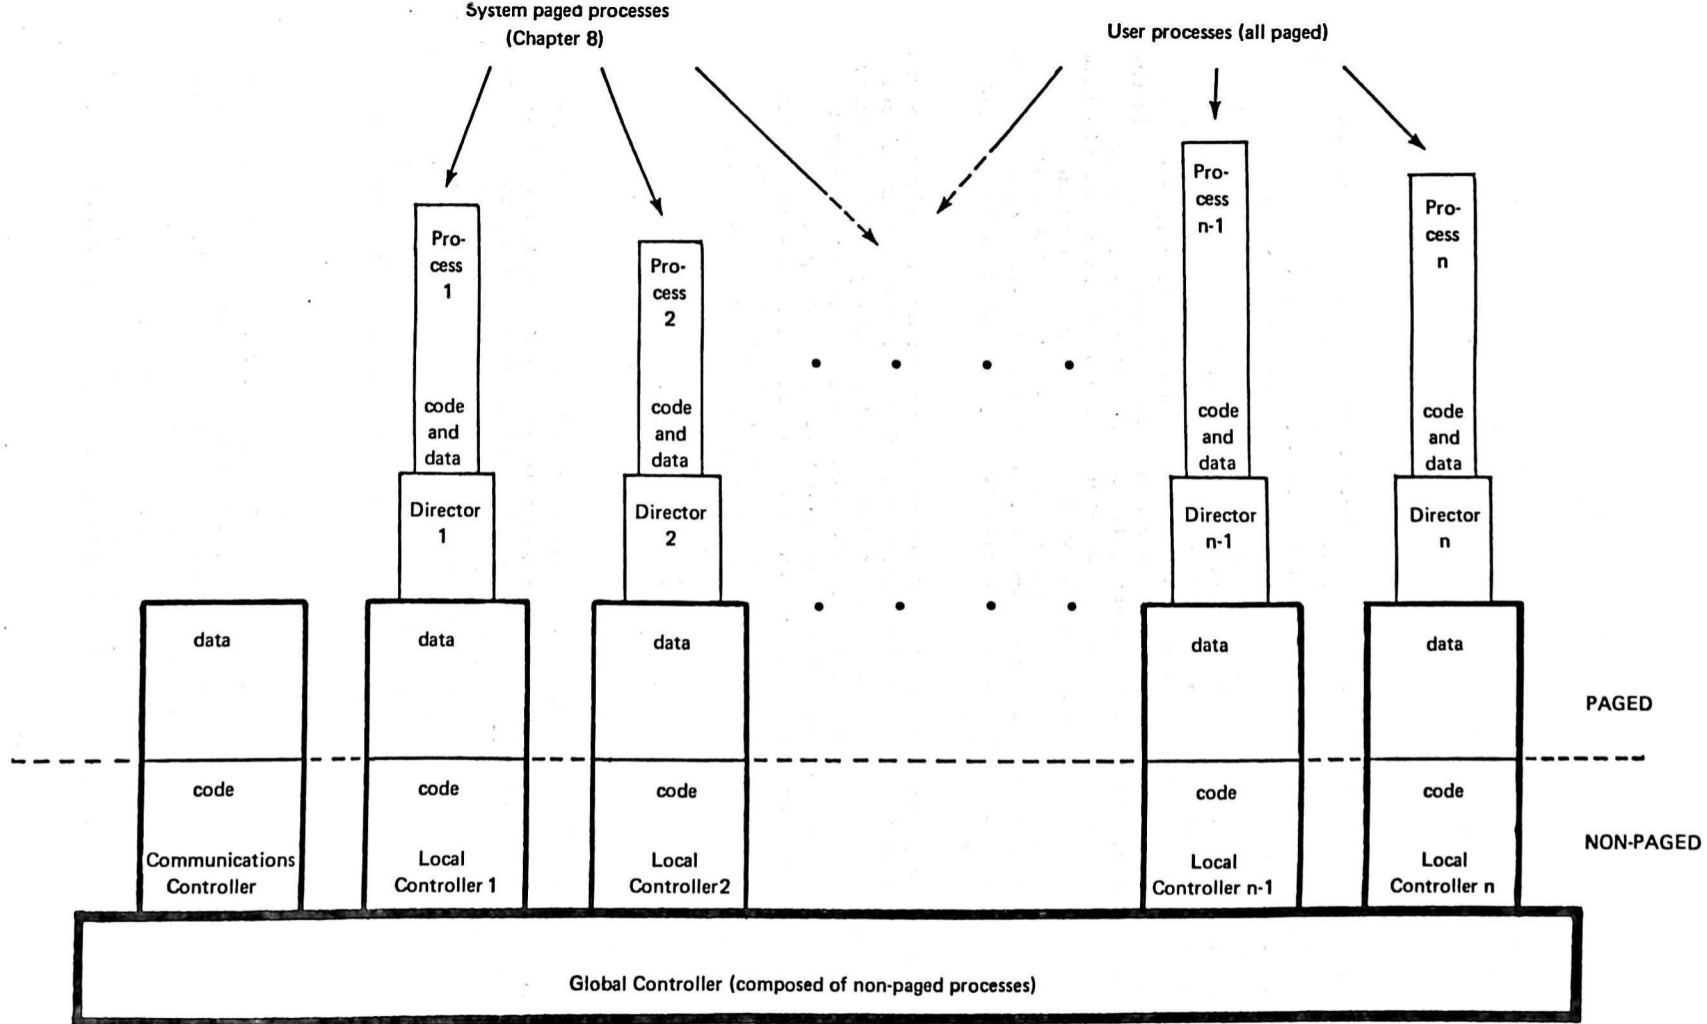 System paged processes
(Chapter 8)
User processes (all paged)
Pro-
cess
1
code
and
data
Director
1
Pro-
cess
2
code
and
data
Director
2
Pro-
cess
n-1
code
and
data
Director
n-1
Pro-
cess
n
code
and
data
Director
n
data
data
data
data
data
PAGED
code
code
code
code
code
NON-PAGED
Communications
Controller
Local
Controller 1
Local
Controller 2
Local
Controller n-1
Local
Controller n
Global Controller (composed of non-paged processes)